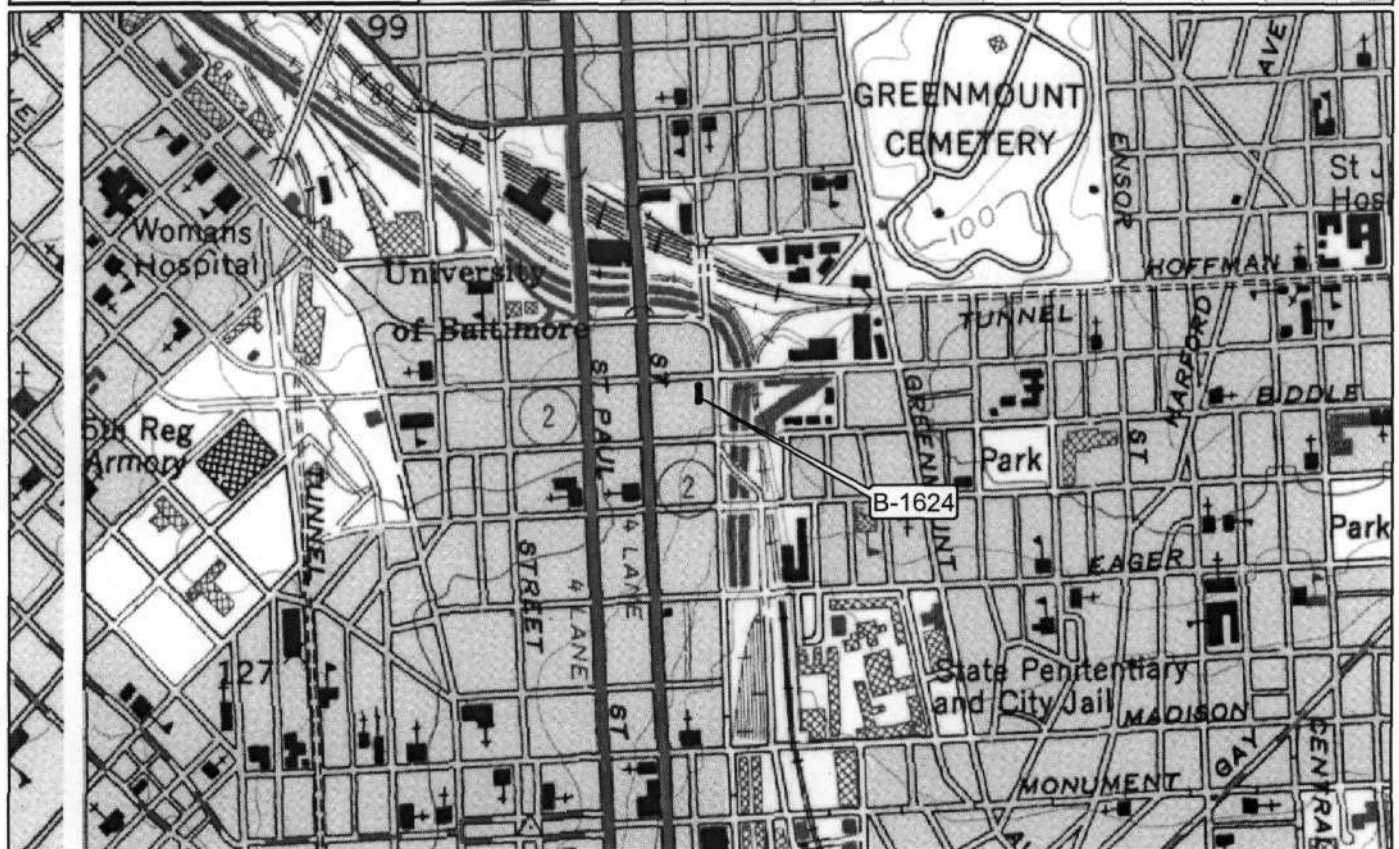 99
83
AVE
GREENMOUNT
CEMETERY
ENSOR
St J
Hos
100
Womans
Hospital
University
of Baltimore
HOFFMAN
TUNNEL
HARFORD
BIDDLE
ST PAUL
ST
2
GREENMOUNT
5th Reg
Armory
ST
Park
2
B-1624
Park
TUNNEL
4 LANE
STREET
4 LANE
EAGER
127
State Penitentiary
and City Jail
MADISON
ST
GAY
CENTRAL
MONUMENT